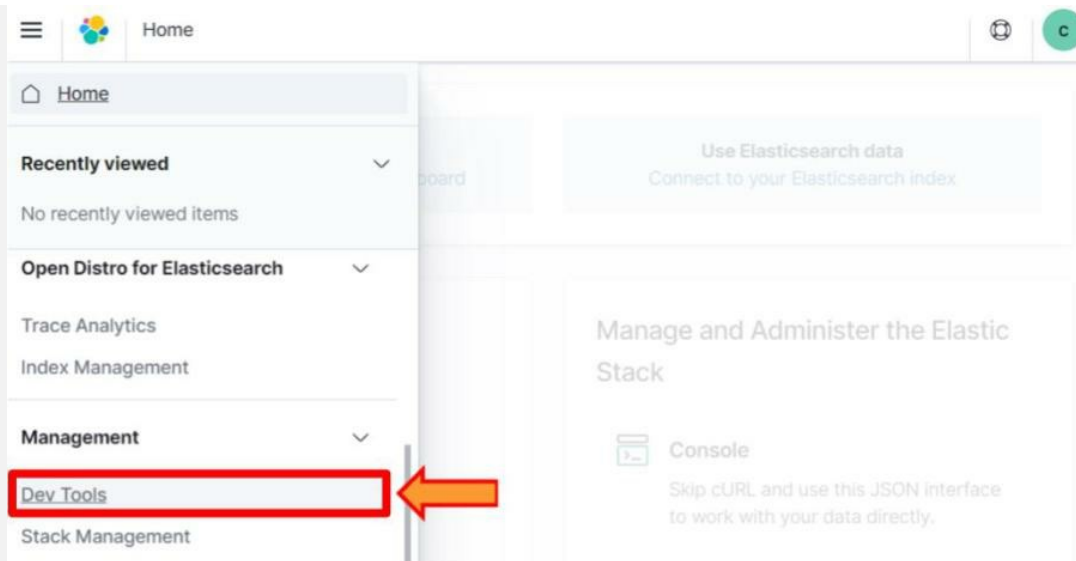 Home
C
Home
Recently viewed
No recently viewed items
Open Distro for Elasticsearch
Trace Analytics
Index Management
Management
Dev Tools
Stack Management
board
Use Elasticsearch data
Connect to your Elasticsearch index
Manage and Administer the Elastic
Stack
Console
Skip cURL and use this JSON interface
to work with your data directly.